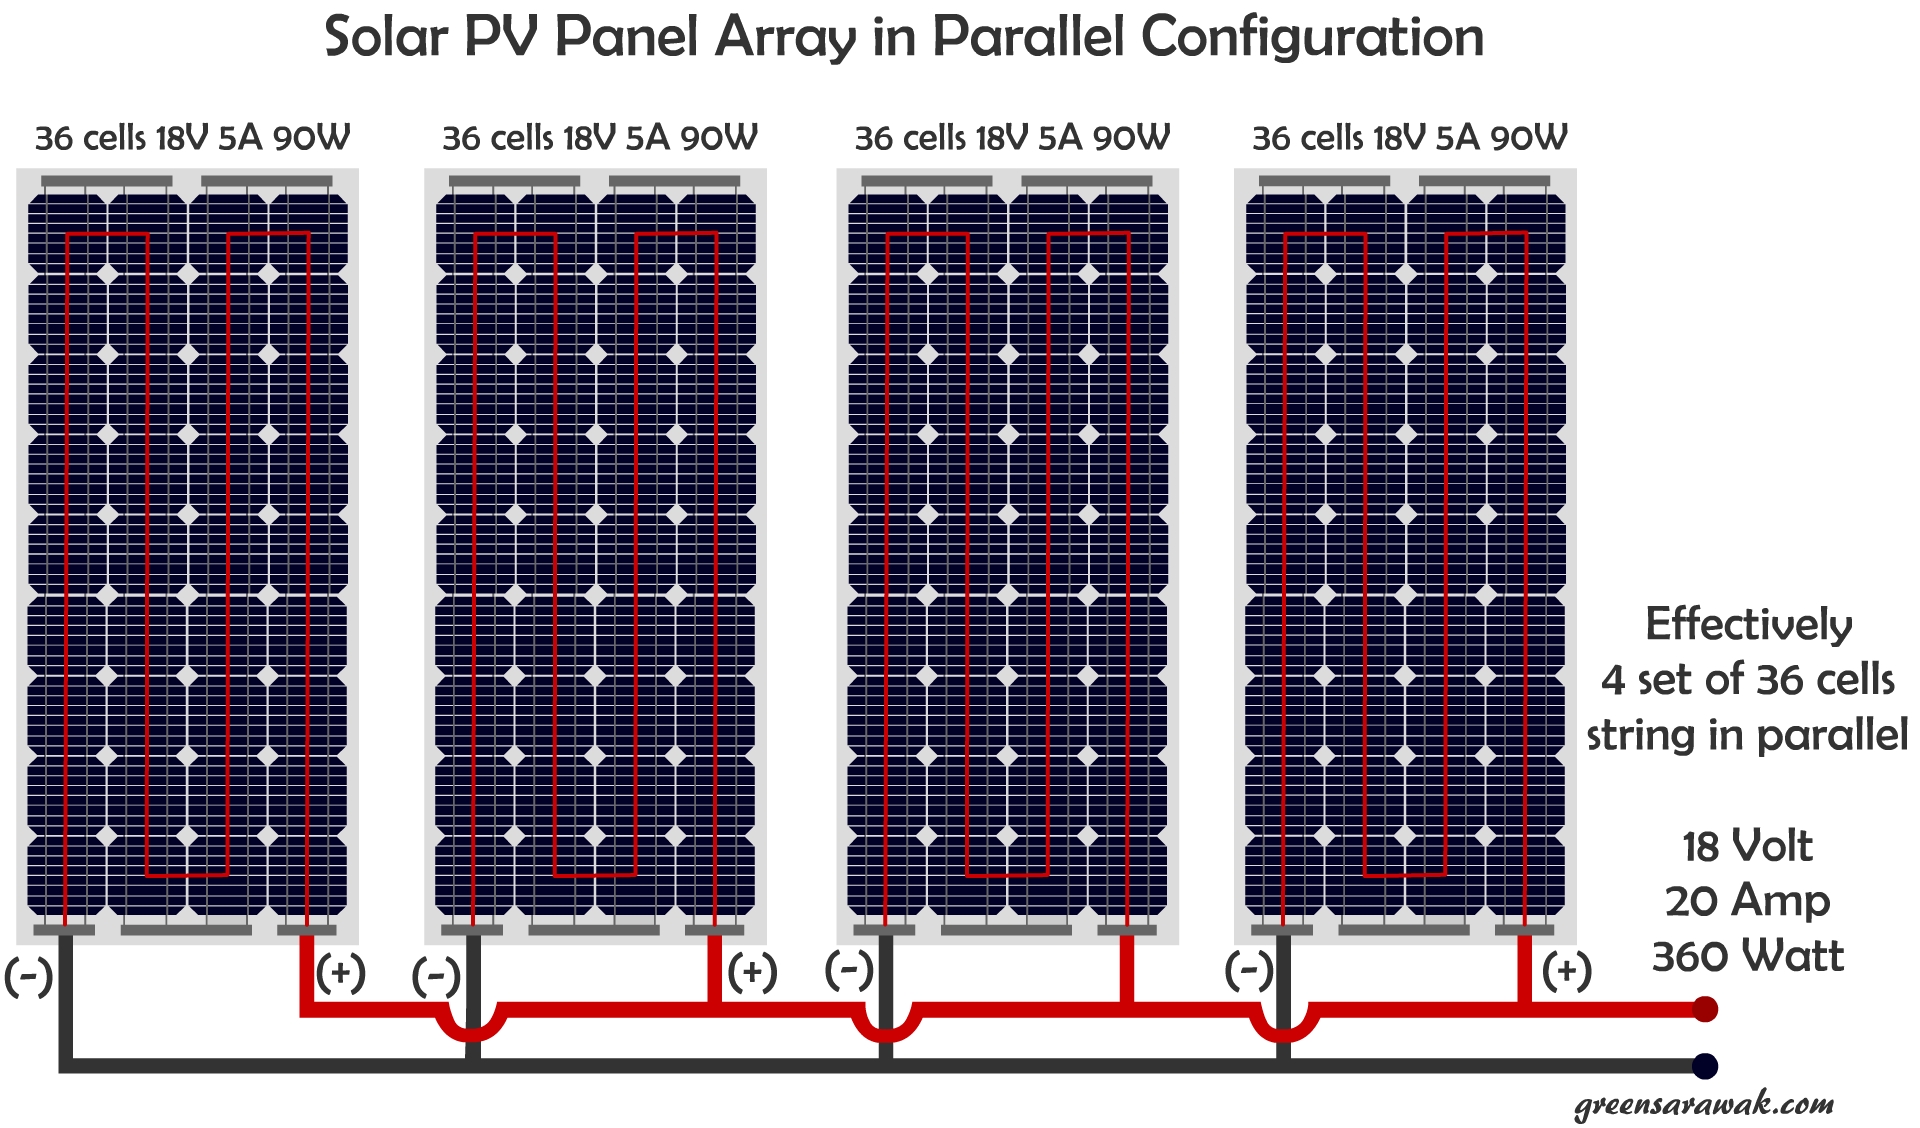 Solar PV Panel Array in Parallel Configuration
36 cells 18V 5A 90W
36 cells 18V 5A 90W
36 cells 18V 5A 90W
36 cells 18V 5A 90W
Effectively
4 set of 36 cells
string in parallel
18 Volt
20 Amp
360 Watt
(-)
(+)
(-)
(+)
(-)
(-)
(+)
greensarawak.com